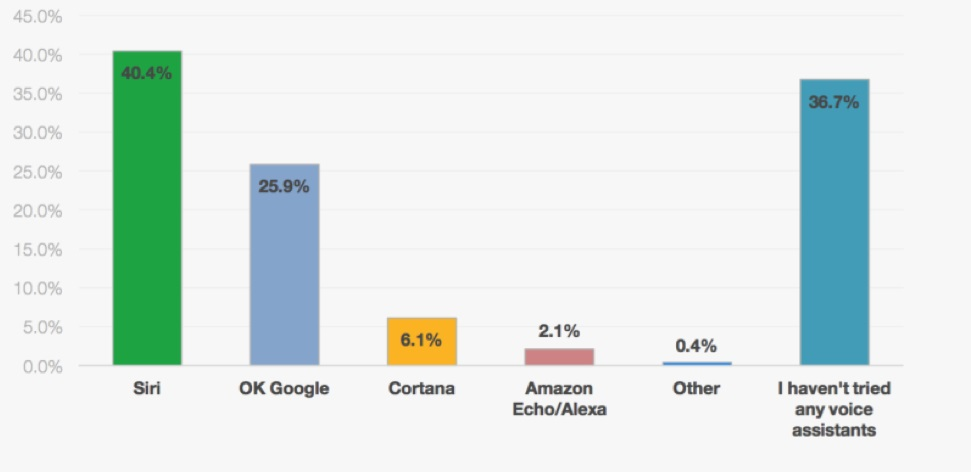 45.0%
40.0%
35.0%
30.0%
25.0%
20.0%
15.0%
10.0%
5.0%
0.0%
40.4%
25.9%
6.1%
2.1%
0.4%
36.7%
Siri
OK Google
Cortana
Amazon
Echo/Alexa
Other
I haven't tried
any voice
assistants